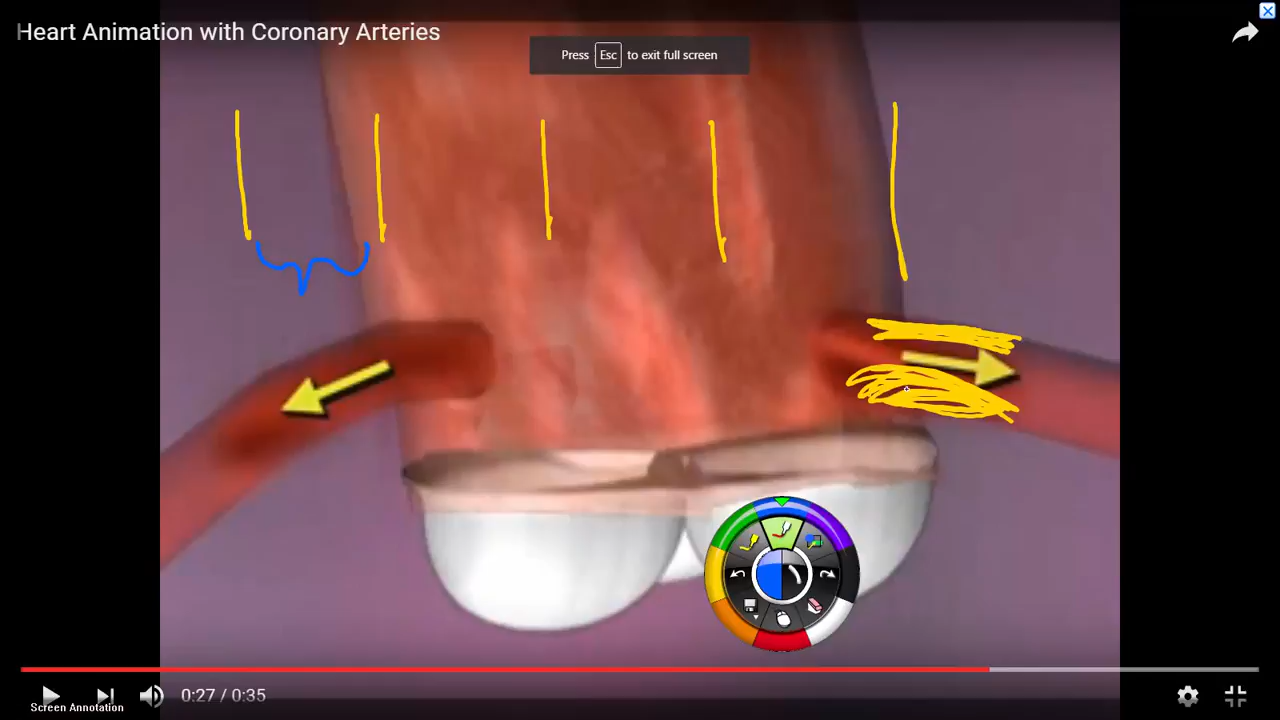 Heart Animation with Coronary Arteries
Press Esc to exit full screen
0:27 / 0:35
Screen Annotation